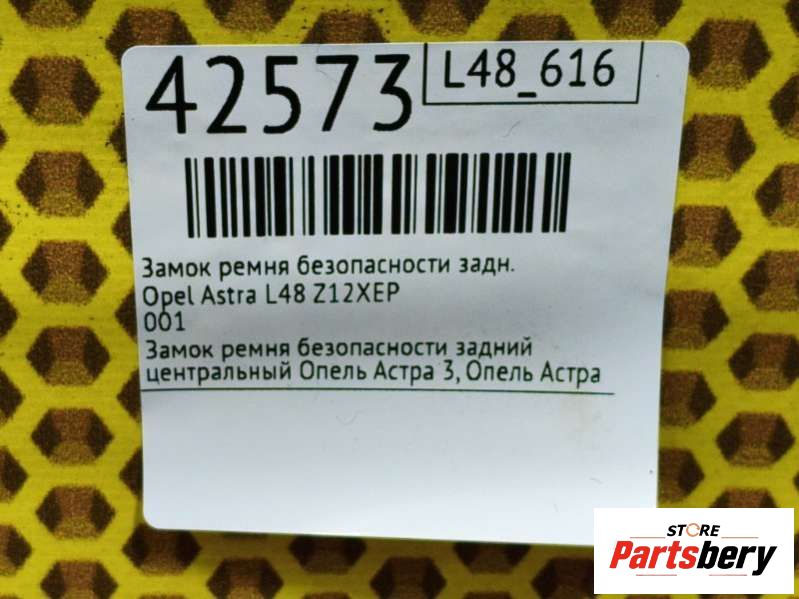 42573
L48_616
Замок ремня безопасности задн.
Opel Astra L48 Z12XEP
001
Замок ремня безопасности задний
центральный Опель Астра 3, Опель Астра
STORE
Partsbery